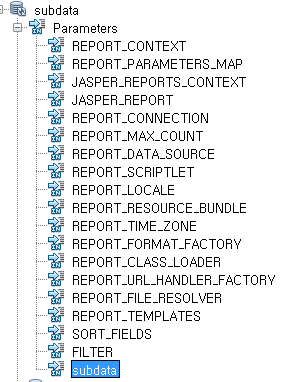 subdata
Parameters
REPORT_CONTEXT
REPORT_PARAMETERS_MAP
JASPER_REPORTS_CONTEXT
JASPER_REPORT
REPORT_CONNECTION
REPORT_MAX_COUNT
REPORT_DATA_SOURCE
REPORT_SCRIPTLET
REPORT_LOCALE
REPORT_RESOURCE_BUNDLE
REPORT_TIME_ZONE
REPORT_FORMAT_FACTORY
REPORT_CLASS_LOADER
REPORT_URL_HANDLER_FACTORY
REPORT_FILE_RESOLVER
REPORT_TEMPLATES
SORT_FIELDS
FILTER
subdata